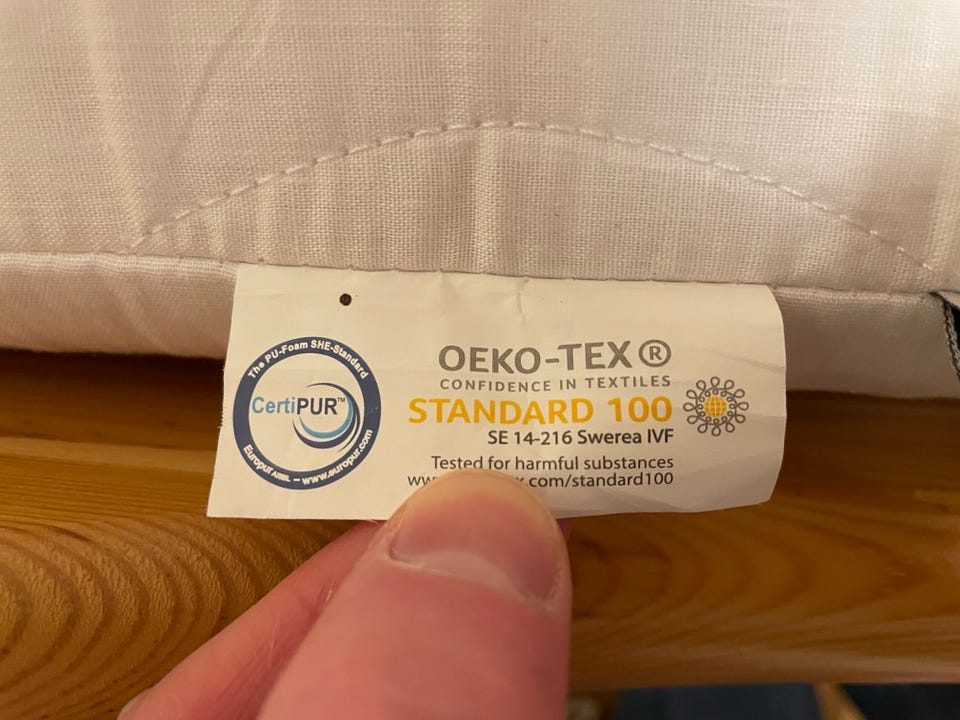 The PU-Foam SHE-Standard
CertiPUR™
Europur AISBL – www.europur.com
OEKO-TEX®
CONFIDENCE IN TEXTILES
STANDARD 100
SE 14-216 Swerea IVF
Tested for harmful substances
.com/standard100